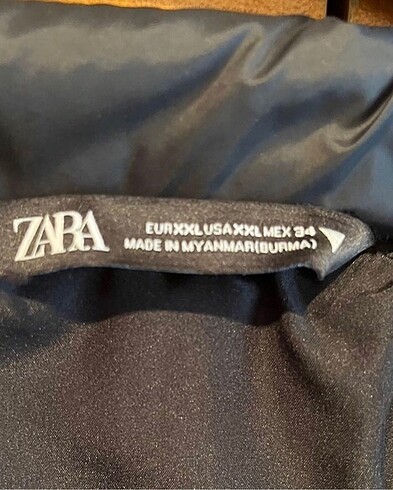 ZARA
EUR XXL USA XXL MEX 34
MADE IN MYANMAR(BURMA)